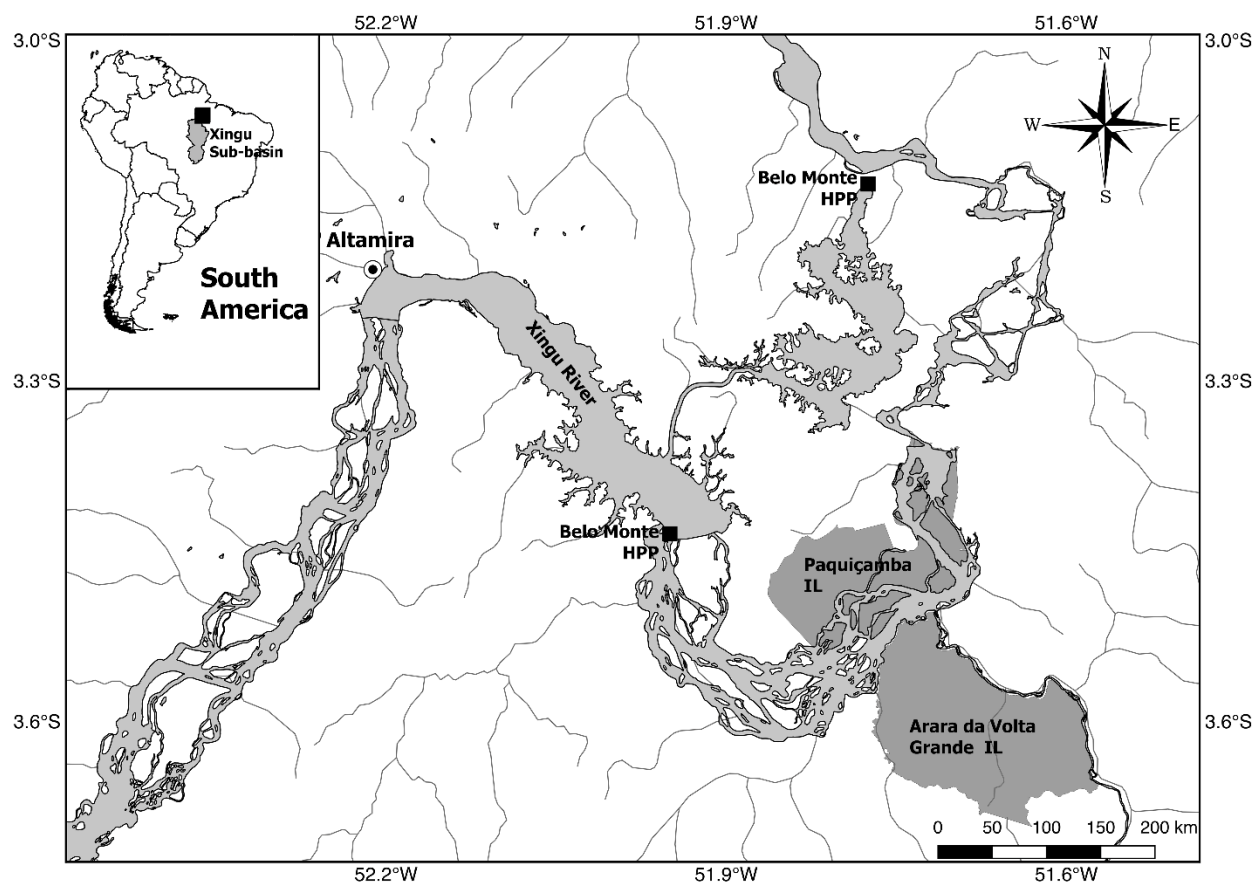 52.2°W 51.9°W 51.6°W
3.0°S 3.0°S
N
W E
S
Xingu
Sub-basin
South
America
Belo Monte
HPP
Altamira
Xingu River
3.3°S 3.3°S
Belo Monte
HPP
Paquiçamba
IL
3.6°S 3.6°S
Arara da Volta
Grande IL
0 50 100 150 200 km
52.2°W 51.9°W 51.6°W